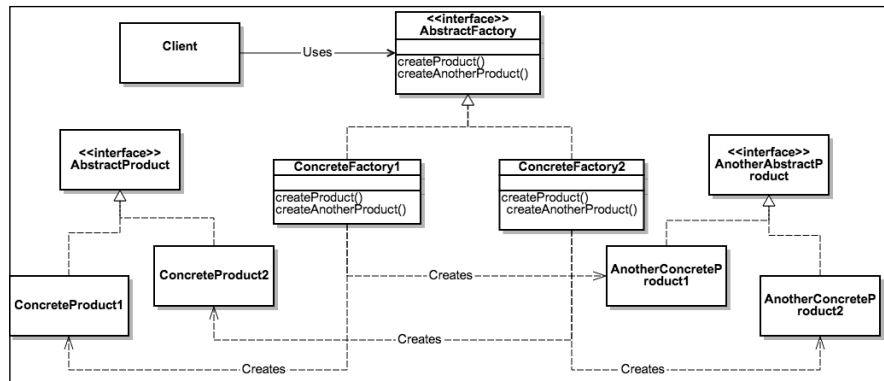 <<interface>>
AbstractFactory
createProduct()
createAnotherProduct()
Client
Uses
<<interface>>
AbstractProduct
ConcreteFactory1
createProduct()
createAnotherProduct()
ConcreteFactory2
createProduct()
createAnotherProduct()
<<interface>>
AnotherAbstractP
roduct
ConcreteProduct1
ConcreteProduct2
Creates
AnotherConcreteP
roduct1
AnotherConcreteP
roduct2
Creates
Creates
Creates